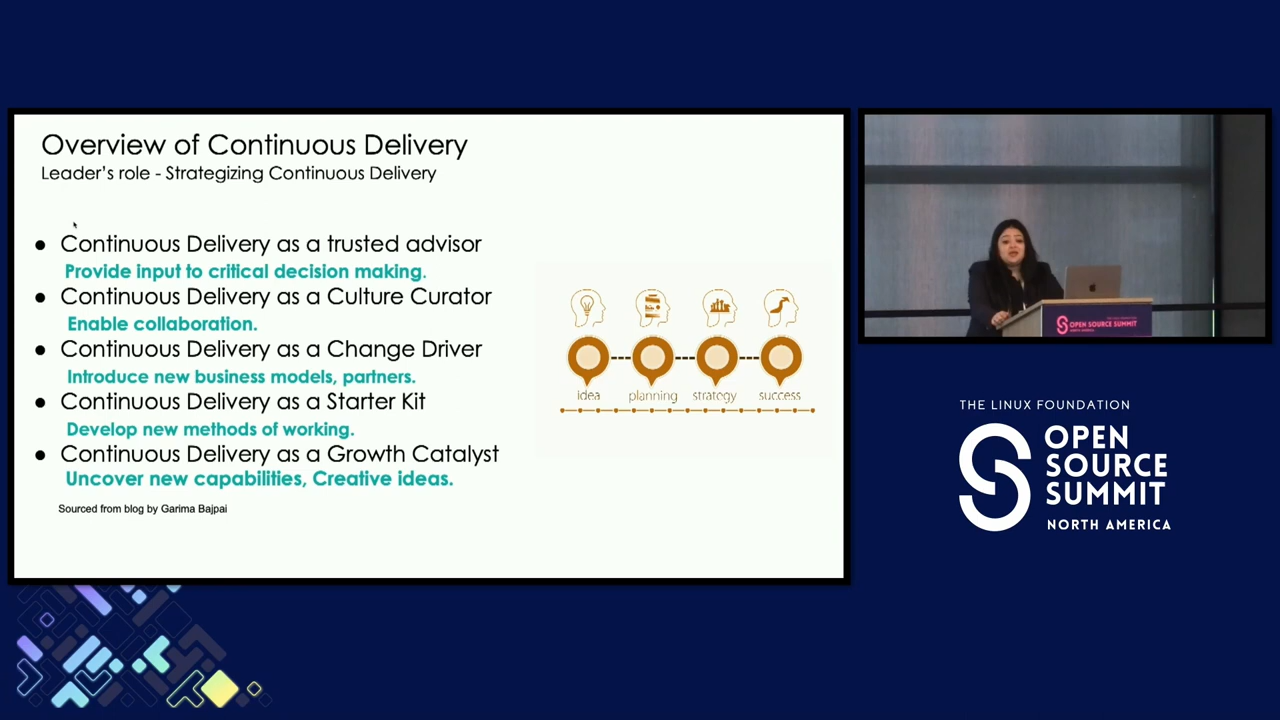 Overview of Continuous Delivery
Leader's role - Strategizing Continuous Delivery
● Continuous Delivery as a trusted advisor
Provide input to critical decision making.
● Continuous Delivery as a Culture Curator
Enable collaboration.
● Continuous Delivery as a Change Driver
Introduce new business models, partners.
● Continuous Delivery as a Starter Kit
Develop new methods of working.
● Continuous Delivery as a Growth Catalyst
Uncover new capabilities, Creative ideas.
Sourced from blog by Garima Bajpai
idea planning strategy success
OPEN SOURCE SUMMIT
THE LINUX FOUNDATION
OPEN
SOURCE
SUMMIT
NORTH AMERICA